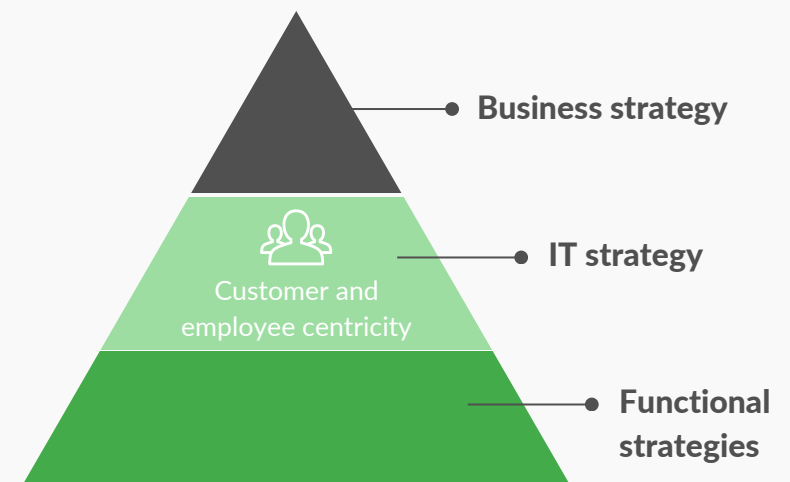 Business strategy
IT strategy
Customer and
employee centricity
Functional
strategies